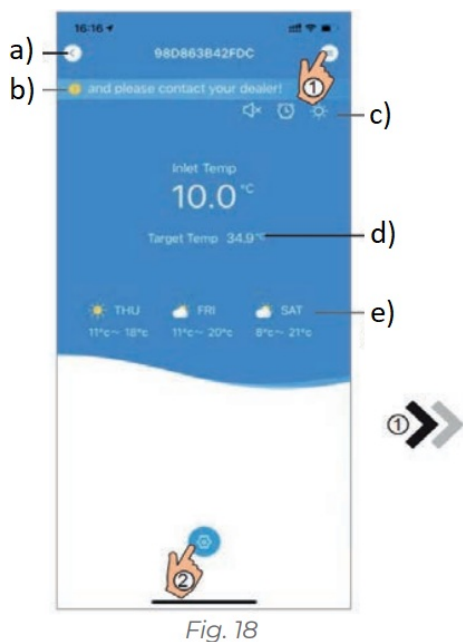 16:16
a)
98D863B42FDC
①
b)
and please contact your dealer!
c)
Inlet Temp
10.0 °C
Target Temp 34.9°C
d)
THU FRI SAT
e)
11°c~ 18°c 11°c~ 20°c 8°c~ 21°c
①
②
Fig. 18